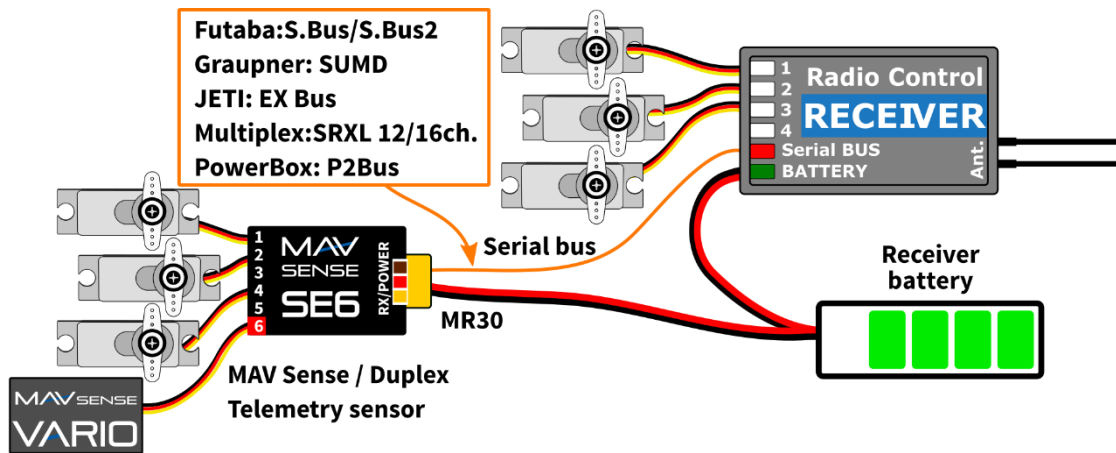 Futaba:S.Bus/S.Bus2
Graupner: SUMD
JETI: EX Bus
Multiplex:SRXL 12/16ch.
PowerBox: P2Bus
1
2
3
4
Radio Control
RECEIVER
Serial BUS
BATTERY
Ant.
Serial bus
1
2
3
4
5
6
MAV
SENSE
SE6
RX/POWER
MR30
Receiver
battery
MAV Sense / Duplex
Telemetry sensor
MAV SENSE
VARIO